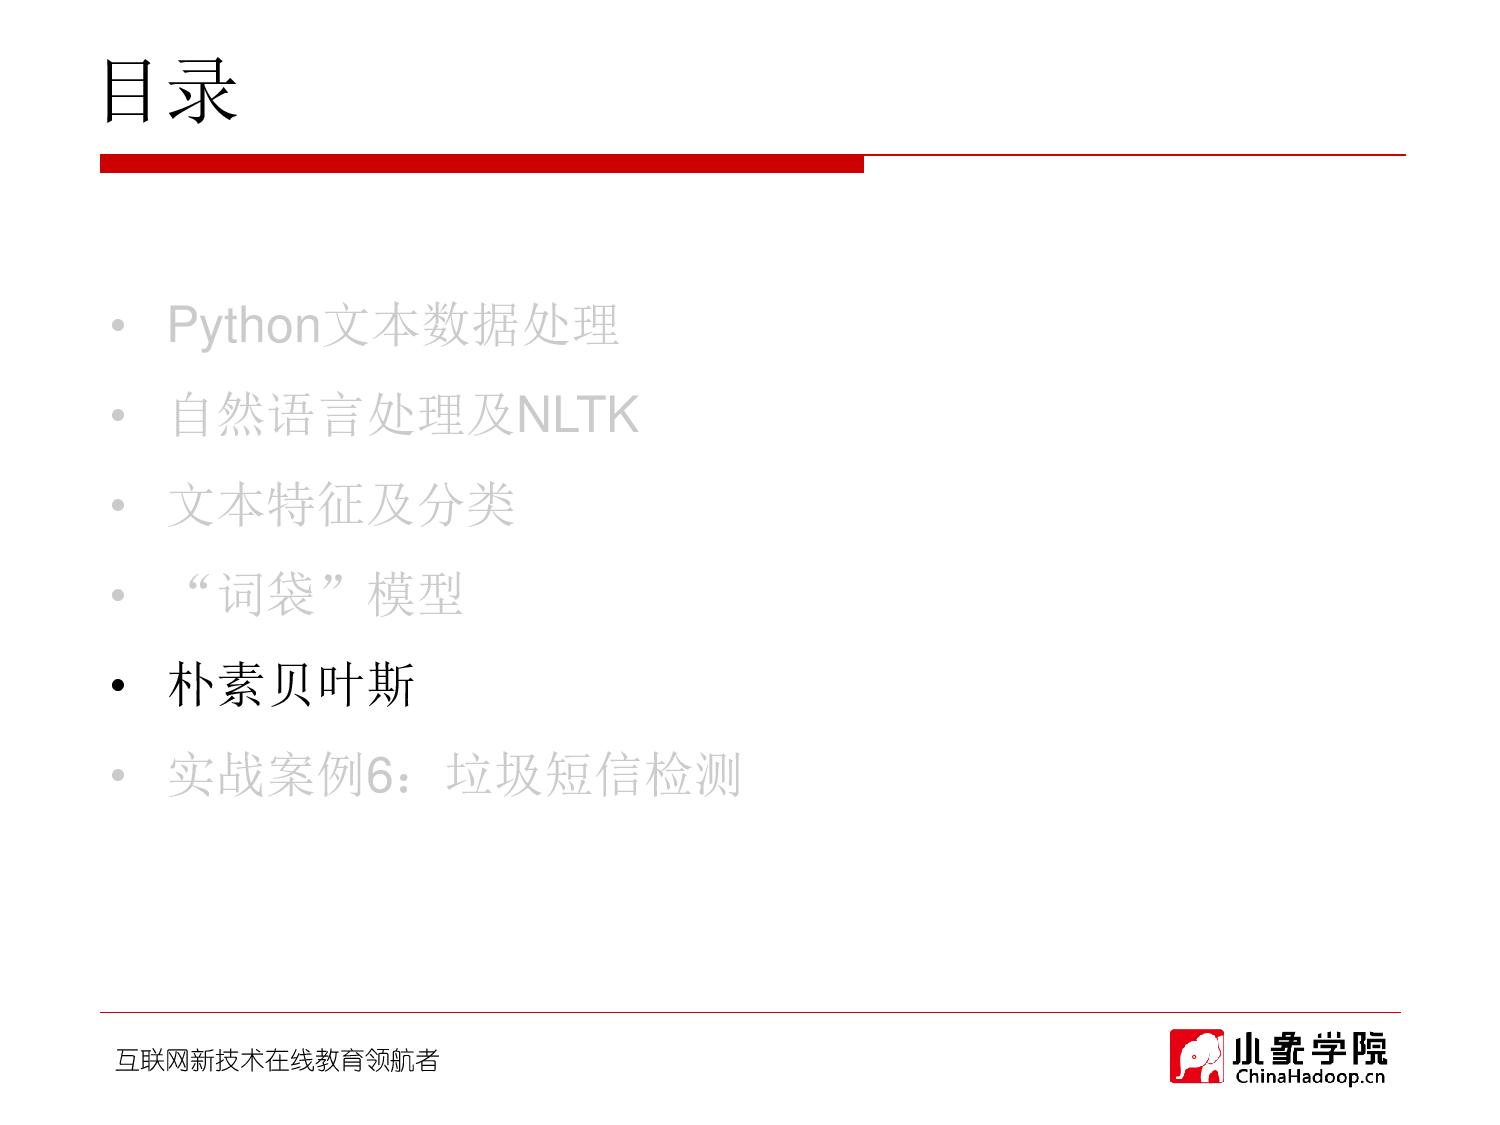 目录
• Python文本数据处理
• 自然语言处理及NLTK
• 文本特征及分类
• “词袋”模型
• 朴素贝叶斯
• 实战案例6：垃圾短信检测
互联网新技术在线教育领航者
小象学院
ChinaHadoop.cn